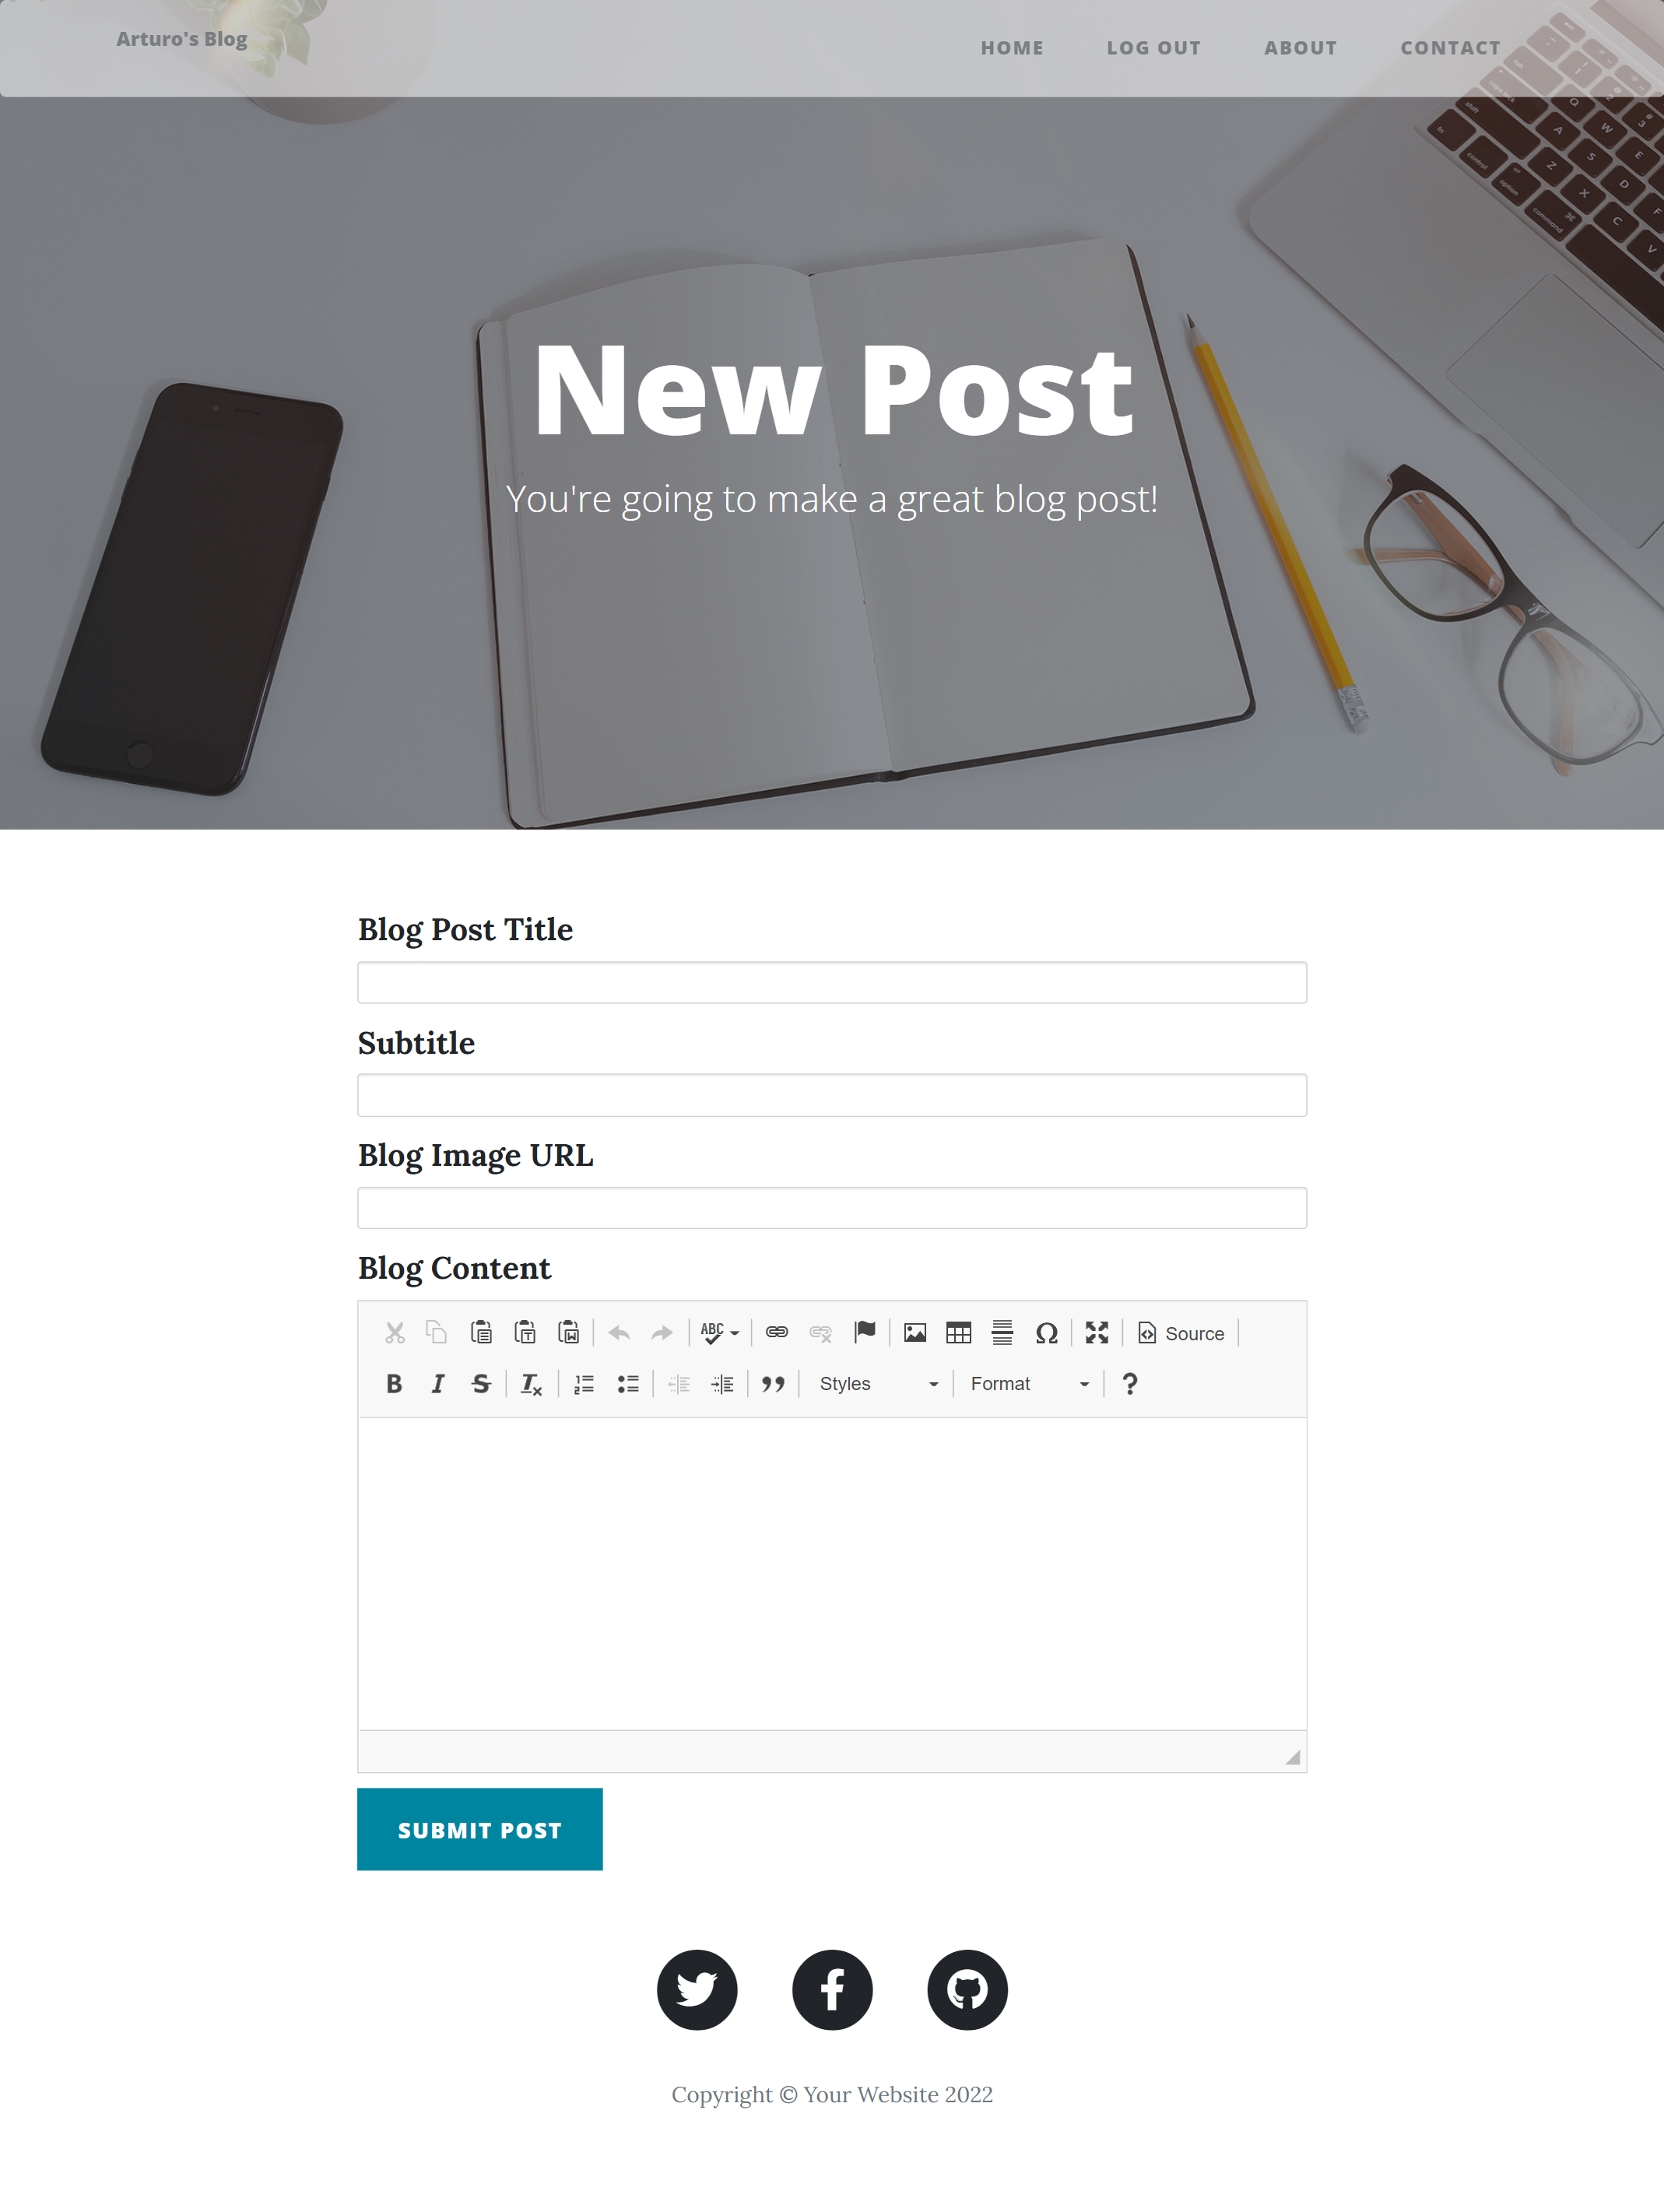 Arturo's Blog
HOME LOG OUT ABOUT CONTACT
New Post
You're going to make a great blog post!
Blog Post Title
Subtitle
Blog Image URL
Blog Content
ABC Source
Styles Format
SUBMIT POST
Copyright © Your Website 2022